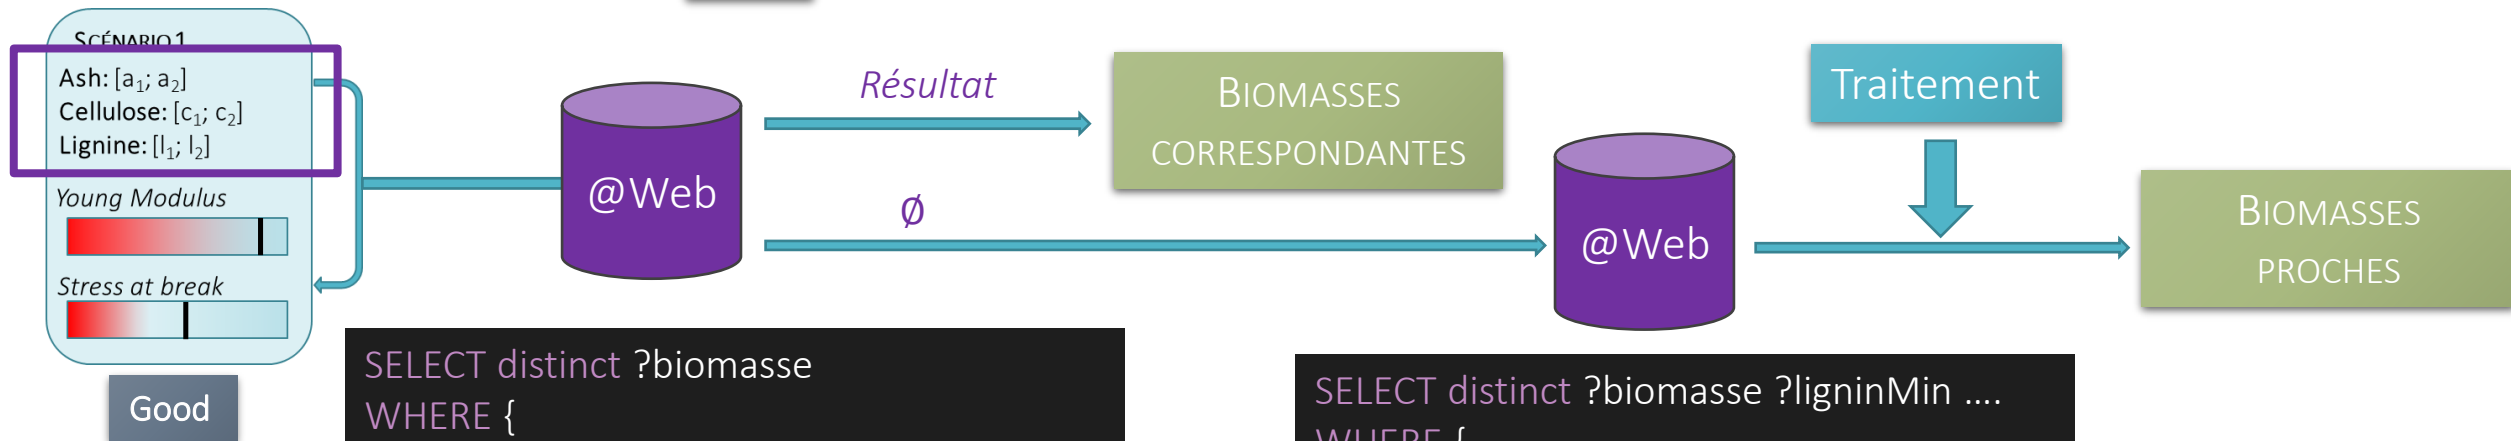 SCÉNARIO 1
Ash: [a₁; a₂]
Cellulose: [c₁; c₂]
Lignine: [l₁; l₂]
Young Modulus
Stress at break
Good
@Web
Résultat
∅
BIOMASSES
CORRESPONDANTES
@Web
Traitement
BIOMASSES
PROCHES
SELECT distinct ?biomasse
WHERE {
SELECT distinct ?biomasse ?ligninMin ....
WHERE {